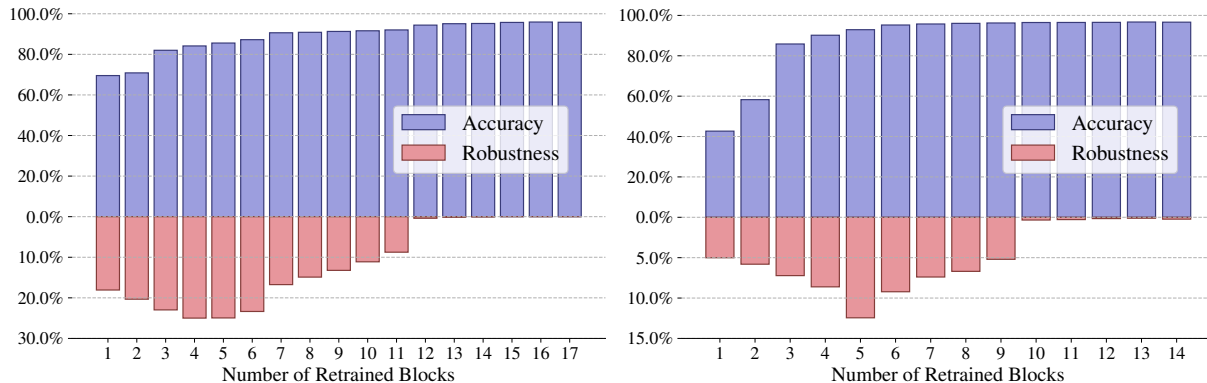 100.0%
80.0%
60.0%
40.0%
20.0%
0.0%
10.0%
20.0%
30.0%
Accuracy
Robustness
1 2 3 4 5 6 7 8 9 10 11 12 13 14 15 16 17
Number of Retrained Blocks
100.0%
80.0%
60.0%
40.0%
20.0%
0.0%
5.0%
10.0%
15.0%
Accuracy
Robustness
1 2 3 4 5 6 7 8 9 10 11 12 13 14
Number of Retrained Blocks